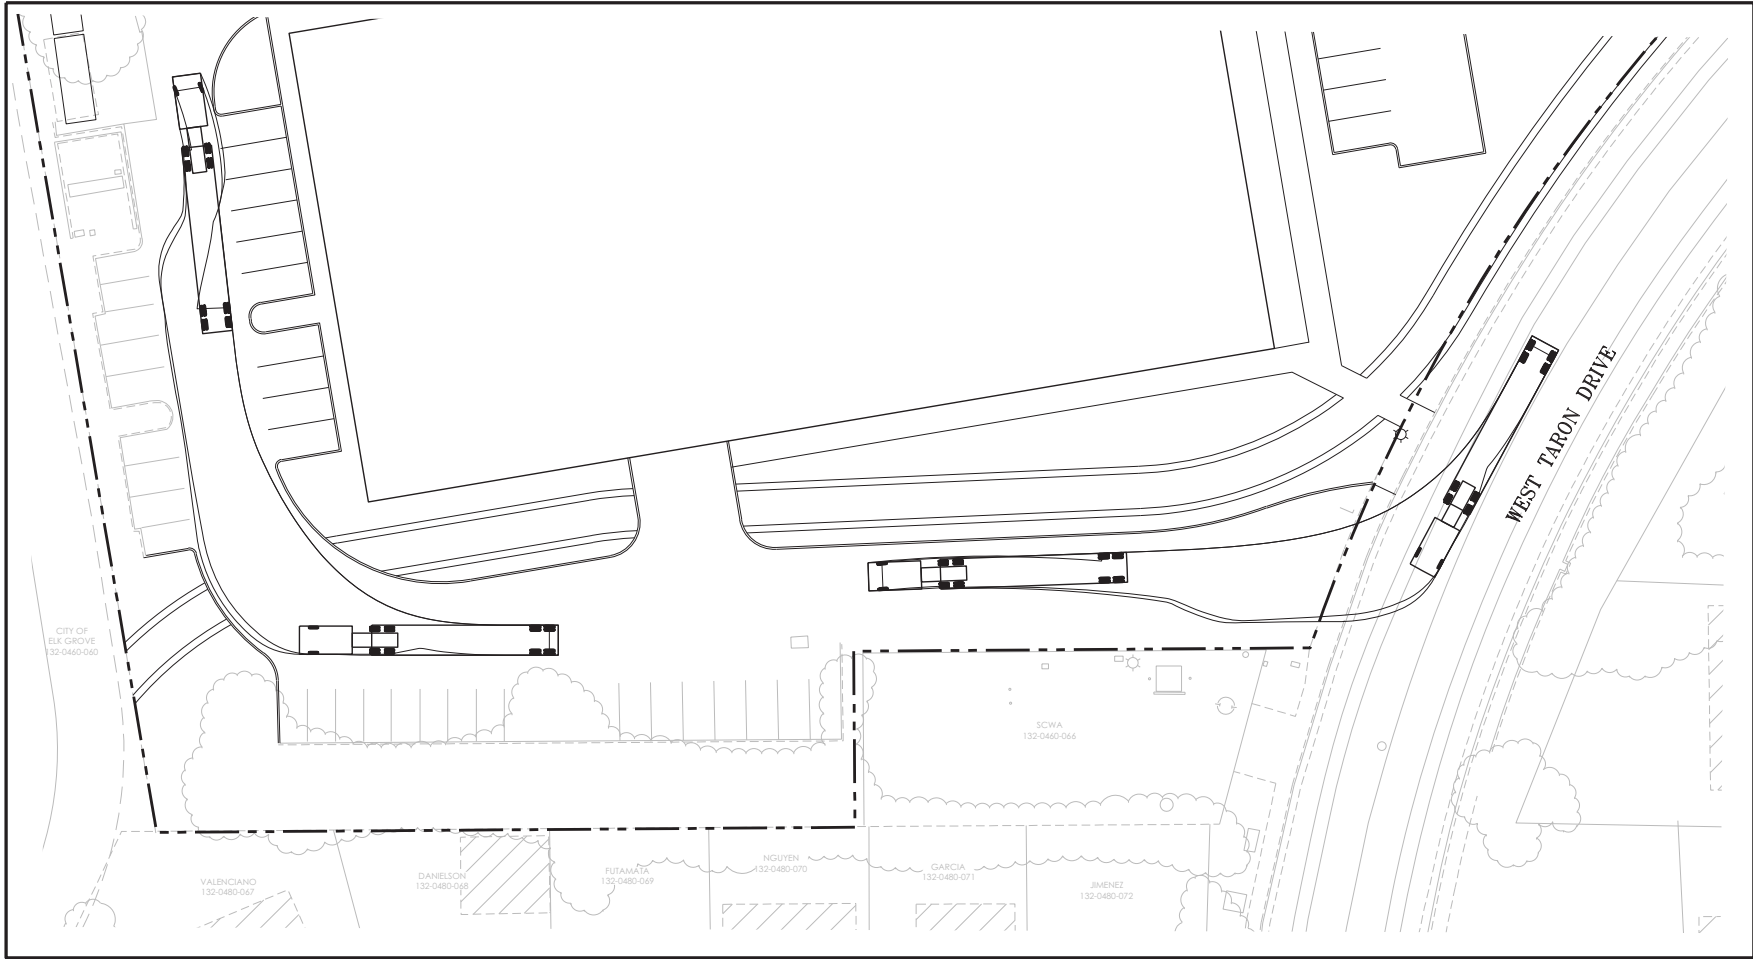 WEST TARON DRIVE
CITY OF
ELK GROVE
132-0460-060
SCWA
132-0460-066
VALENCIANO
132-0480-067
DANIELSON
132-0480-068
FUTAMATA
132-0480-069
NGUYEN
132-0480-070
GARCIA
132-0480-071
JIMENEZ
132-0480-072